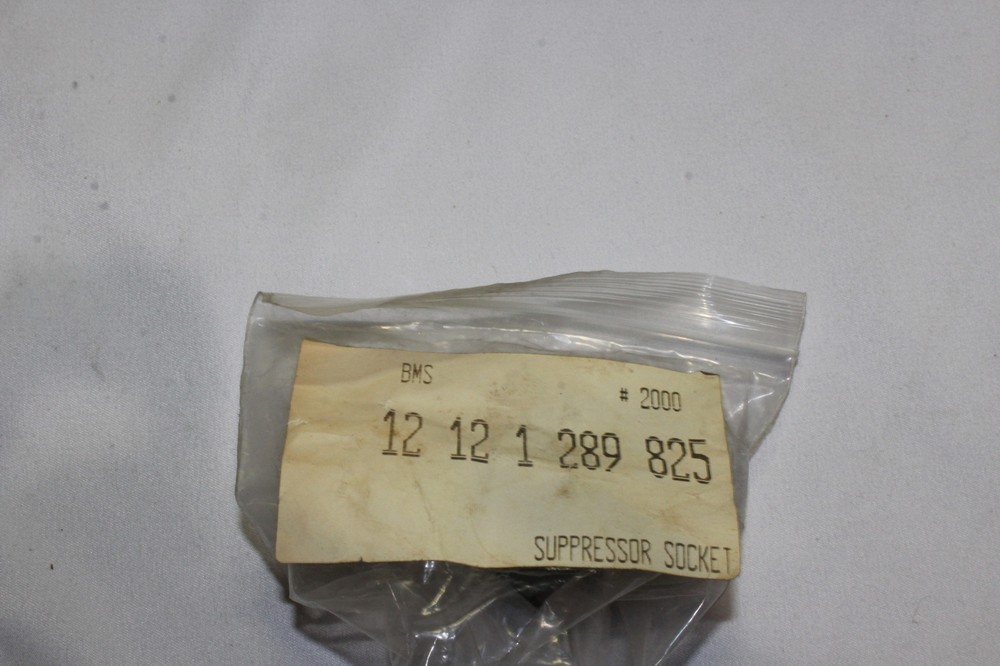 BMS
# 2000
12 12 1 289 825
SUPPRESSOR SOCKET